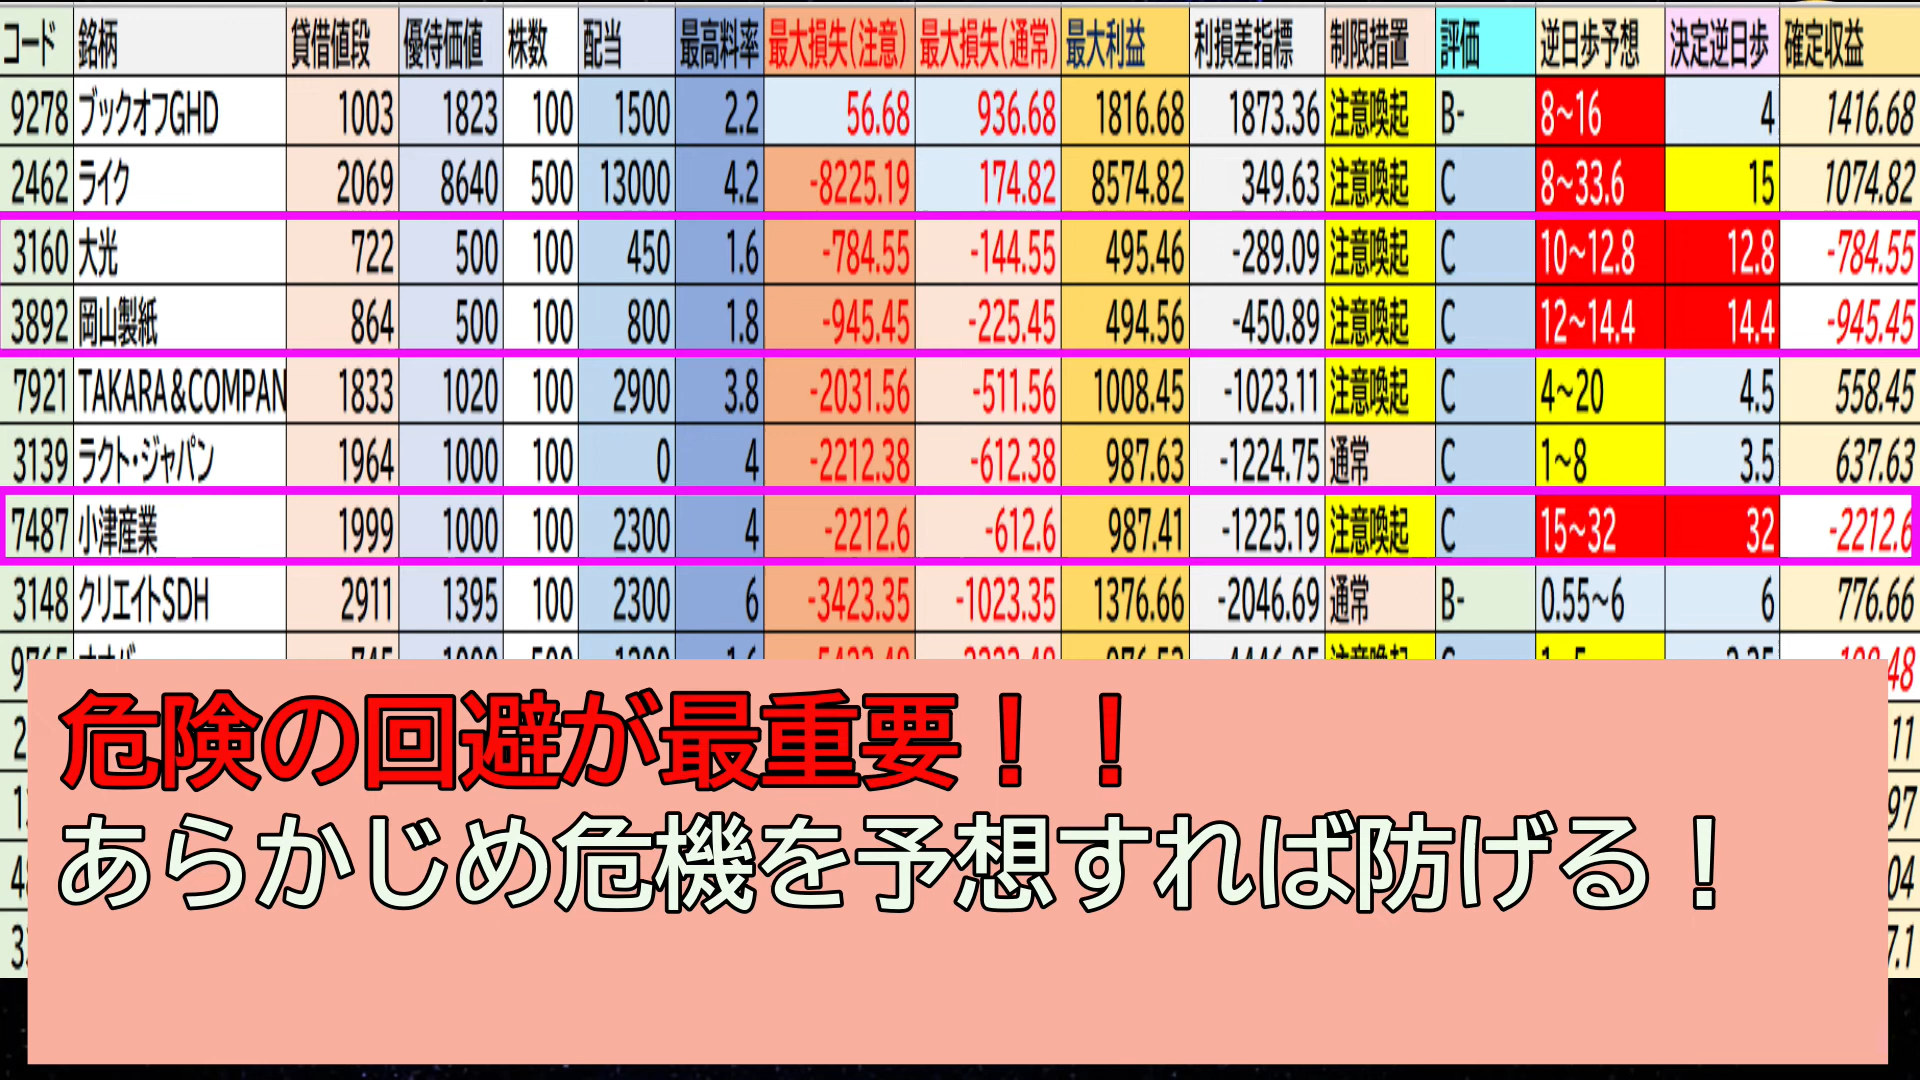 コード 銘柄 貸借値段 優待価値 株数 配当 最高料率 最大損失(注意) 最大損失(通常) 最大利益 利損差指標 制限措置 評価 逆日歩予想 決定逆日歩 確定収益
9278 ブックオフGHD 1003 1823 100 1500 2.2 56.68 936.68 1816.68 1873.36 注意喚起 B- 8~16 4 1416.68
2462 ライク 2069 8640 500 13000 4.2 -8225.19 174.82 8574.82 349.63 注意喚起 C 8~33.6 15 1074.82
3160 大光 722 500 100 450 1.6 -784.55 -144.55 495.46 -289.09 注意喚起 C 10~12.8 12.8 -784.55
3892 岡山製紙 864 500 100 800 1.8 -945.45 -225.45 494.56 -450.89 注意喚起 C 12~14.4 14.4 -945.45
7921 TAKARA&COMPAN 1833 1020 100 2900 3.8 -2031.56 -511.56 1008.45 -1023.11 注意喚起 C 4~20 4.5 558.45
3139 ラクト・ジャパン 1964 1000 100 0 4 -2212.38 -612.38 987.63 -1224.75 通常 C 1~8 3.5 637.63
7487 小津産業 1999 1000 100 2300 4 -2212.6 -612.6 987.41 -1225.19 注意喚起 C 15~32 32 -2212.6
3148 クリエイトSDH 2911 1395 100 2300 6 -3423.35 -1023.35 1376.66 -2046.69 通常 B- 0.55~6 6 776.66
危険の回避が最重要！！
あらかじめ危機を予想すれば防げる！